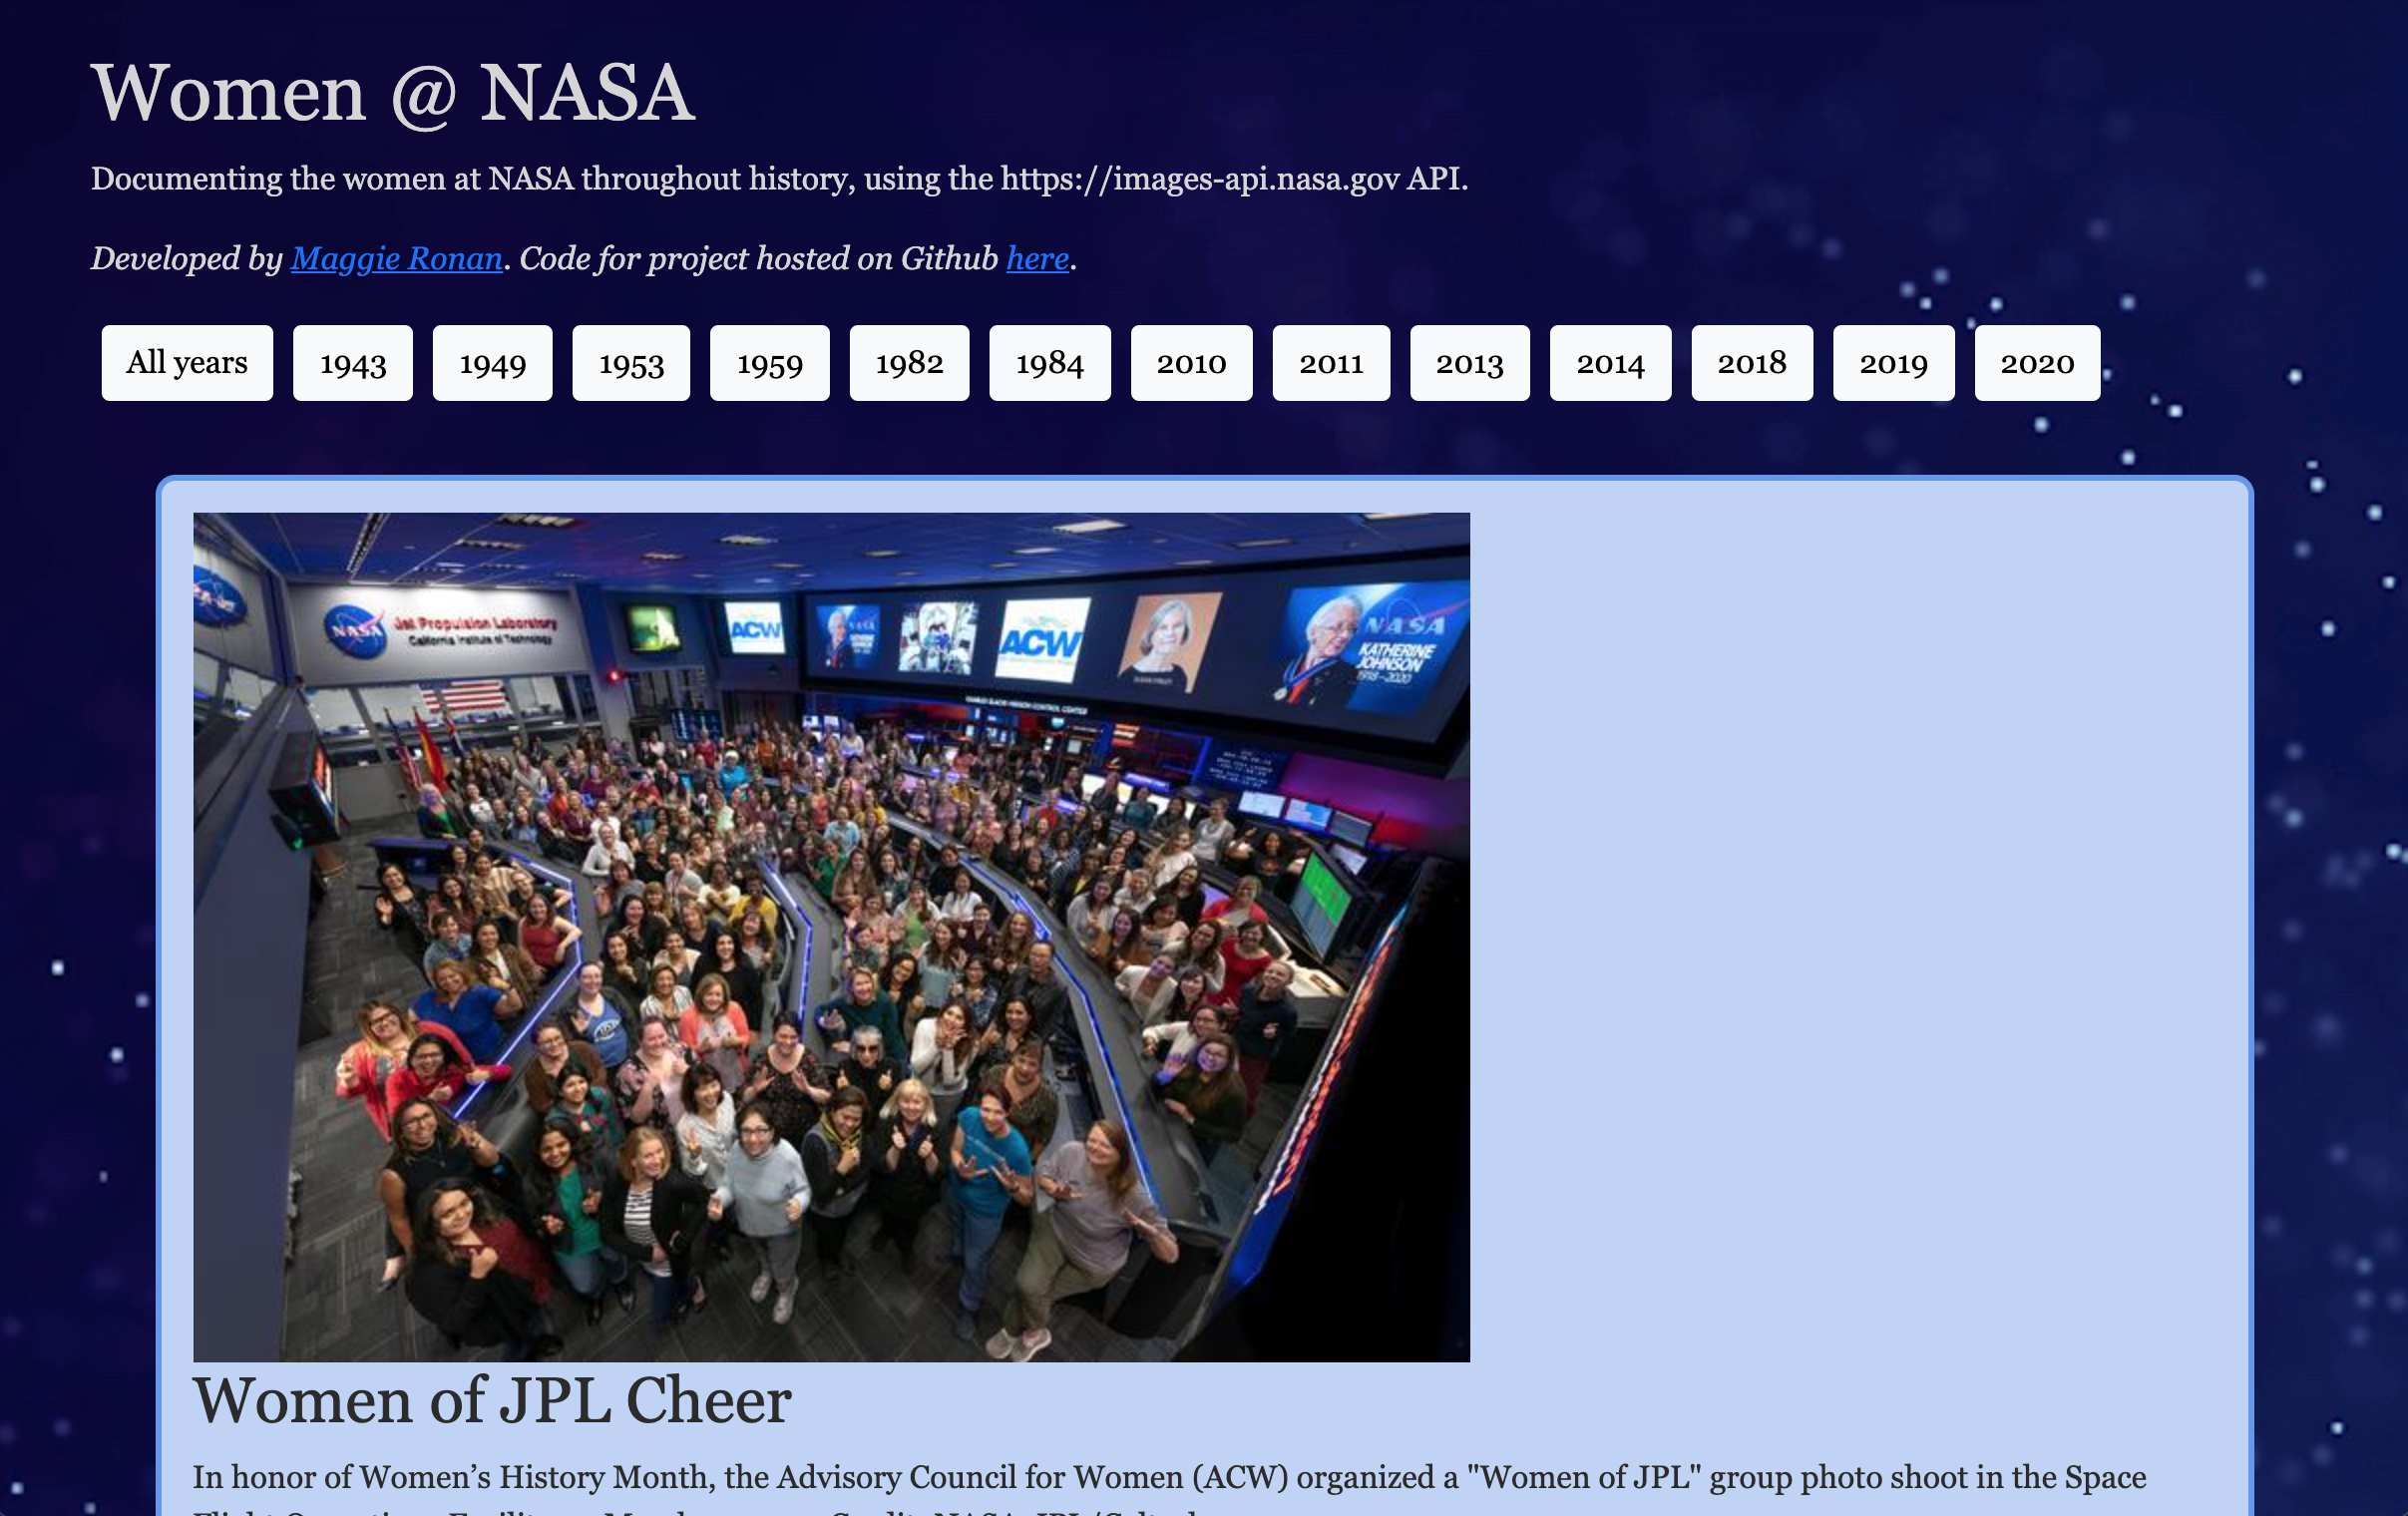 Women @ NASA
Documenting the women at NASA throughout history, using the https://images-api.nasa.gov API.
Developed by Maggie Ronan. Code for project hosted on Github here.
All years 1943 1949 1953 1959 1982 1984 2010 2011 2013 2014 2018 2019 2020
NASA
Jet Propulsion Laboratory
California Institute of Technology
ACW
ACW
NASA
KATHERINE
JOHNSON
1918-2020
Women of JPL Cheer
In honor of Women’s History Month, the Advisory Council for Women (ACW) organized a "Women of JPL" group photo shoot in the Space